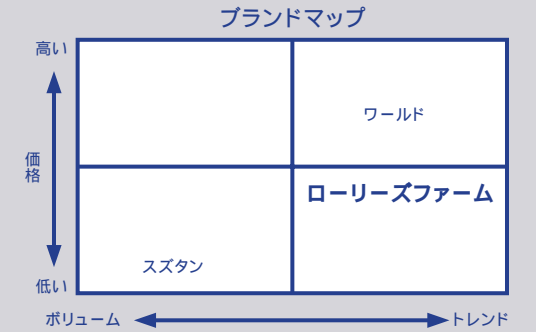 ブランドマップ
高い
ワールド
価格
ローリーズファーム
スズタン
低い
ボリューム
トレンド